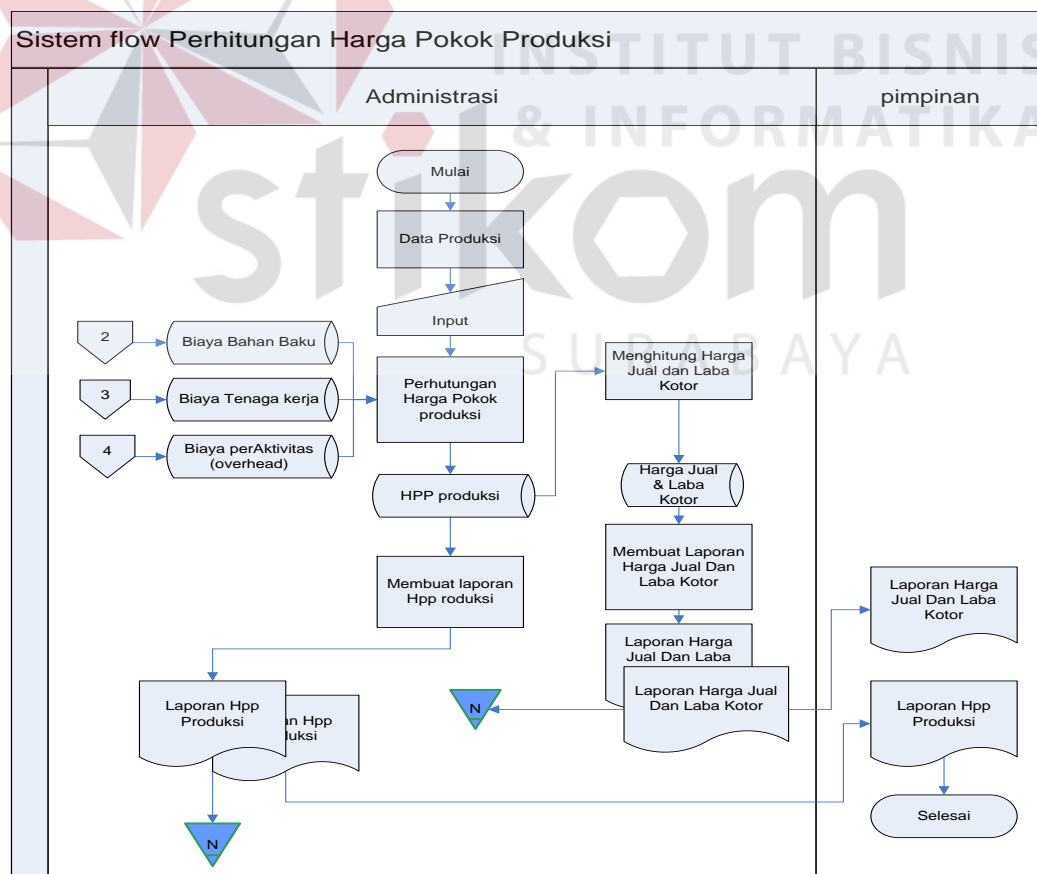 Sistem flow Perhitungan Harga Pokok Produksi
INSTITUT BISNIS
& INFORMATIKA
stikom
SURABAYA
Administrasi
pimpinan
Mulai
Data Produksi
Input
2
Biaya Bahan Baku
3
Biaya Tenaga kerja
4
Biaya perAktivitas
(overhead)
Perhutungan
Harga Pokok
produksi
HPP produksi
Membuat laporan
Hpp roduksi
Menghitung Harga
Jual dan Laba
Kotor
Harga Jual
& Laba
Kotor
Membuat Laporan
Harga Jual Dan
Laba Kotor
Laporan Harga
Jual Dan Laba
Laporan Harga Jual
Dan Laba Kotor
N
Laporan Hpp
Produksi
Hpp
N
Laporan Harga
Jual Dan Laba
Kotor
Laporan Hpp
Produksi
Selesai